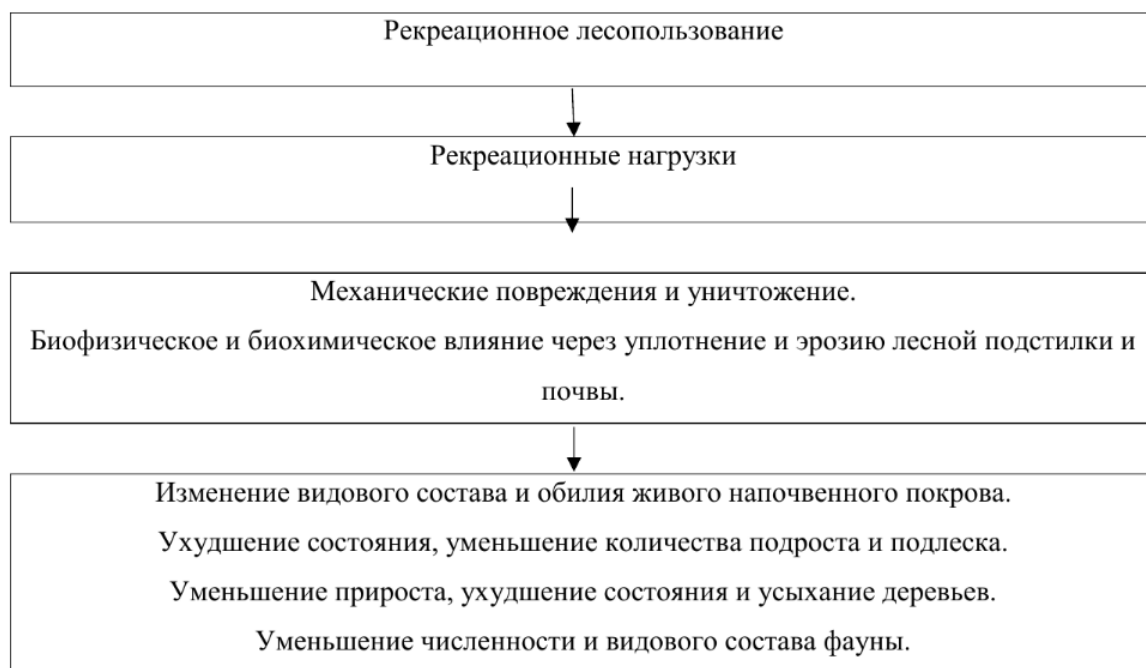 Рекреационное лесопользование
Рекреационные нагрузки
Механические повреждения и уничтожение.
Биофизическое и биохимическое влияние через уплотнение и эрозию лесной подстилки и
почвы.
Изменение видового состава и обилия живого напочвенного покрова.
Ухудшение состояния, уменьшение количества подроста и подлеска.
Уменьшение прироста, ухудшение состояния и усыхание деревьев.
Уменьшение численности и видового состава фауны.